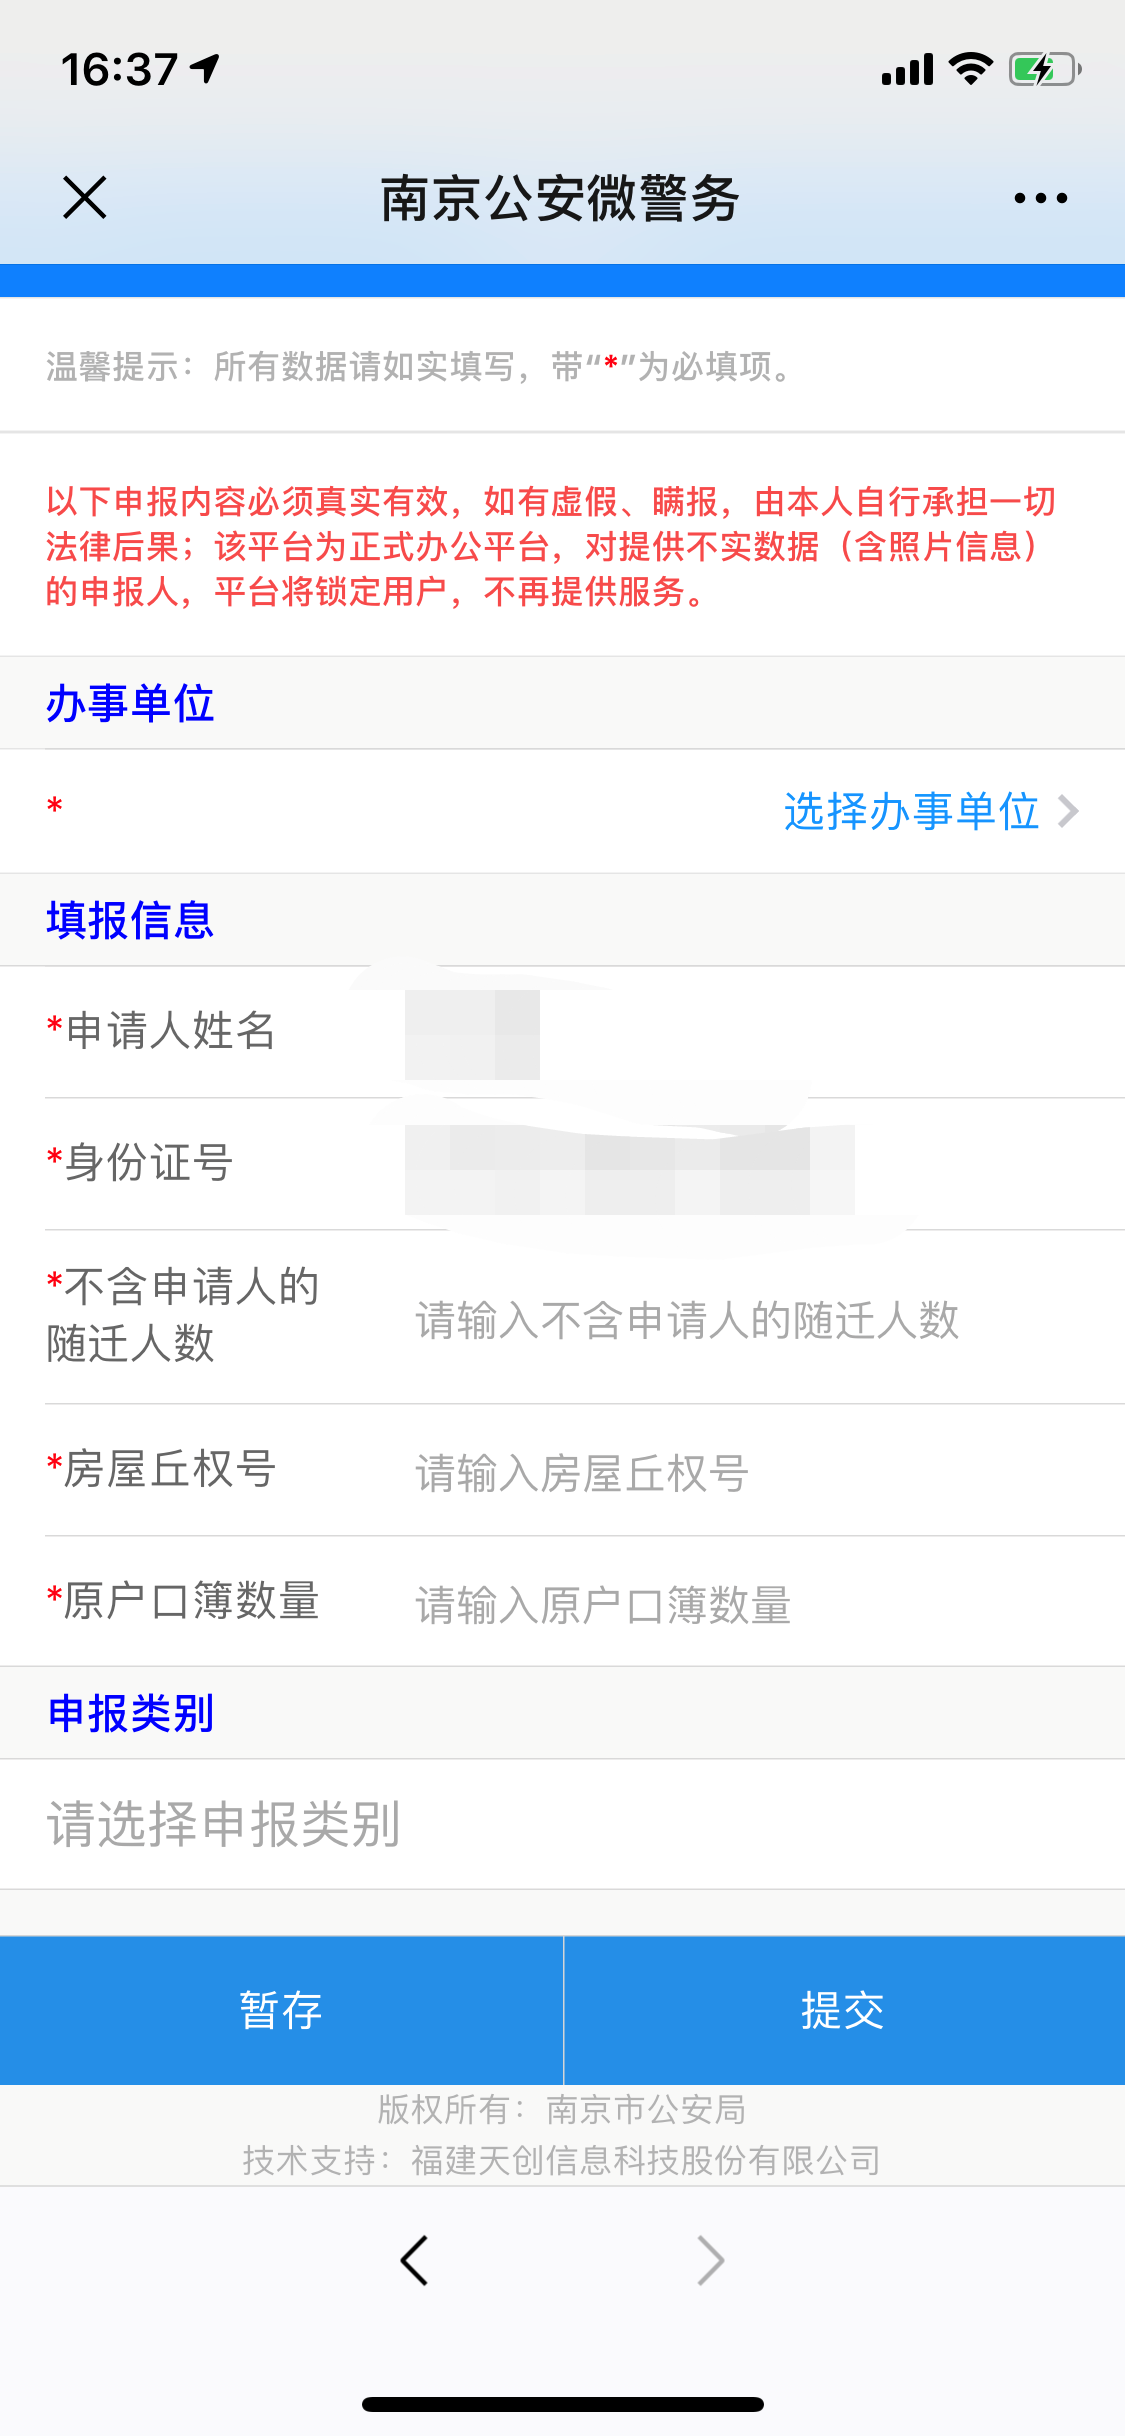 16:37
南京公安微警务
温馨提示：所有数据请如实填写，带“*”为必填项。
以下申报内容必须真实有效，如有虚假、瞒报，由本人自行承担一切
法律后果；该平台为正式办公平台，对提供不实数据（含照片信息）
的申报人，平台将锁定用户，不再提供服务。
办事单位
* 选择办事单位
填报信息
*申请人姓名
*身份证号
*不含申请人的
随迁人数
请输入不含申请人的随迁人数
*房屋丘权号 请输入房屋丘权号
*原户口簿数量 请输入原户口簿数量
申报类别
请选择申报类别
暂存 提交
版权所有：南京市公安局
技术支持：福建天创信息科技股份有限公司